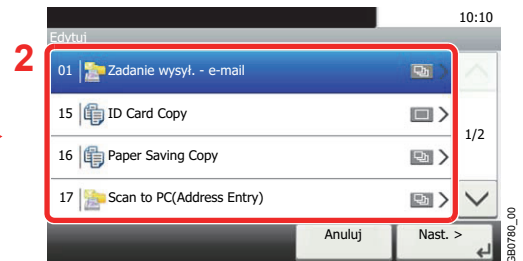 10:10
Edytuj
2
01 Zadanie wysył. - e-mail
15 ID Card Copy
1/2
16 Paper Saving Copy
17 Scan to PC(Address Entry)
Anuluj
Nast. >
GB0780_00